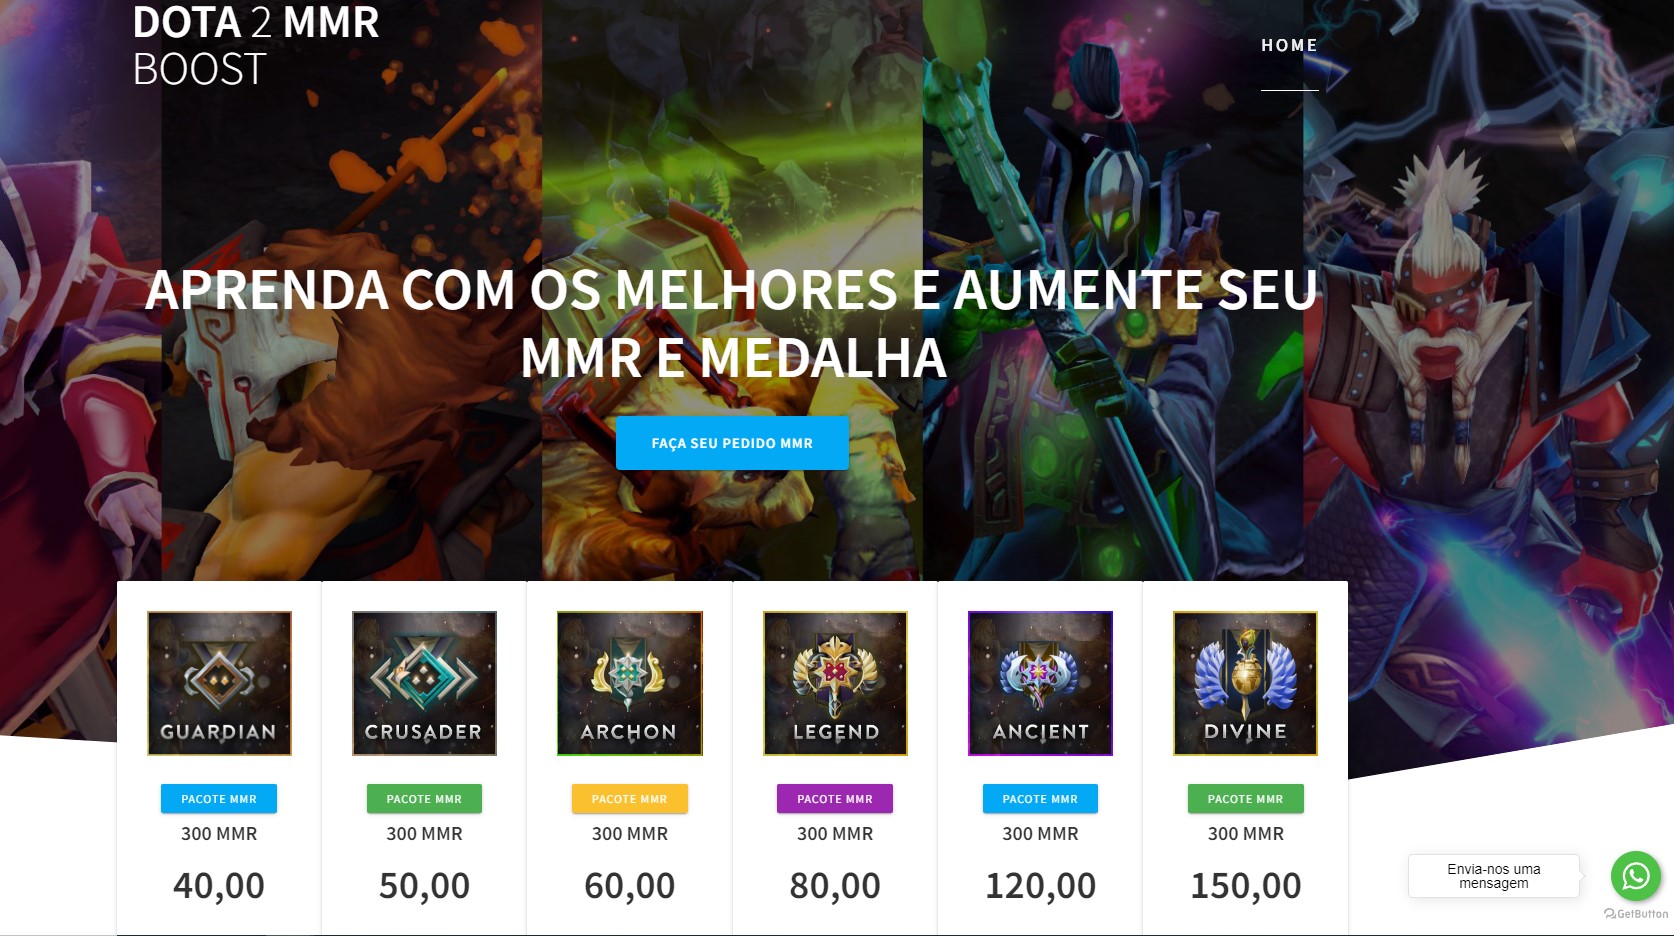 DOTA 2 MMR
BOOST
HOME
APRENDA COM OS MELHORES E AUMENTE SEU
MMR E MEDALHA
FAÇA SEU PEDIDO MMR
GUARDIAN
CRUSADER
ARCHON
LEGEND
ANCIENT
DIVINE
PACOTE MMR
PACOTE MMR
PACOTE MMR
PACOTE MMR
PACOTE MMR
PACOTE MMR
300 MMR
300 MMR
300 MMR
300 MMR
300 MMR
300 MMR
40,00
50,00
60,00
80,00
120,00
150,00
Envia-nos uma
mensagem
GetButton